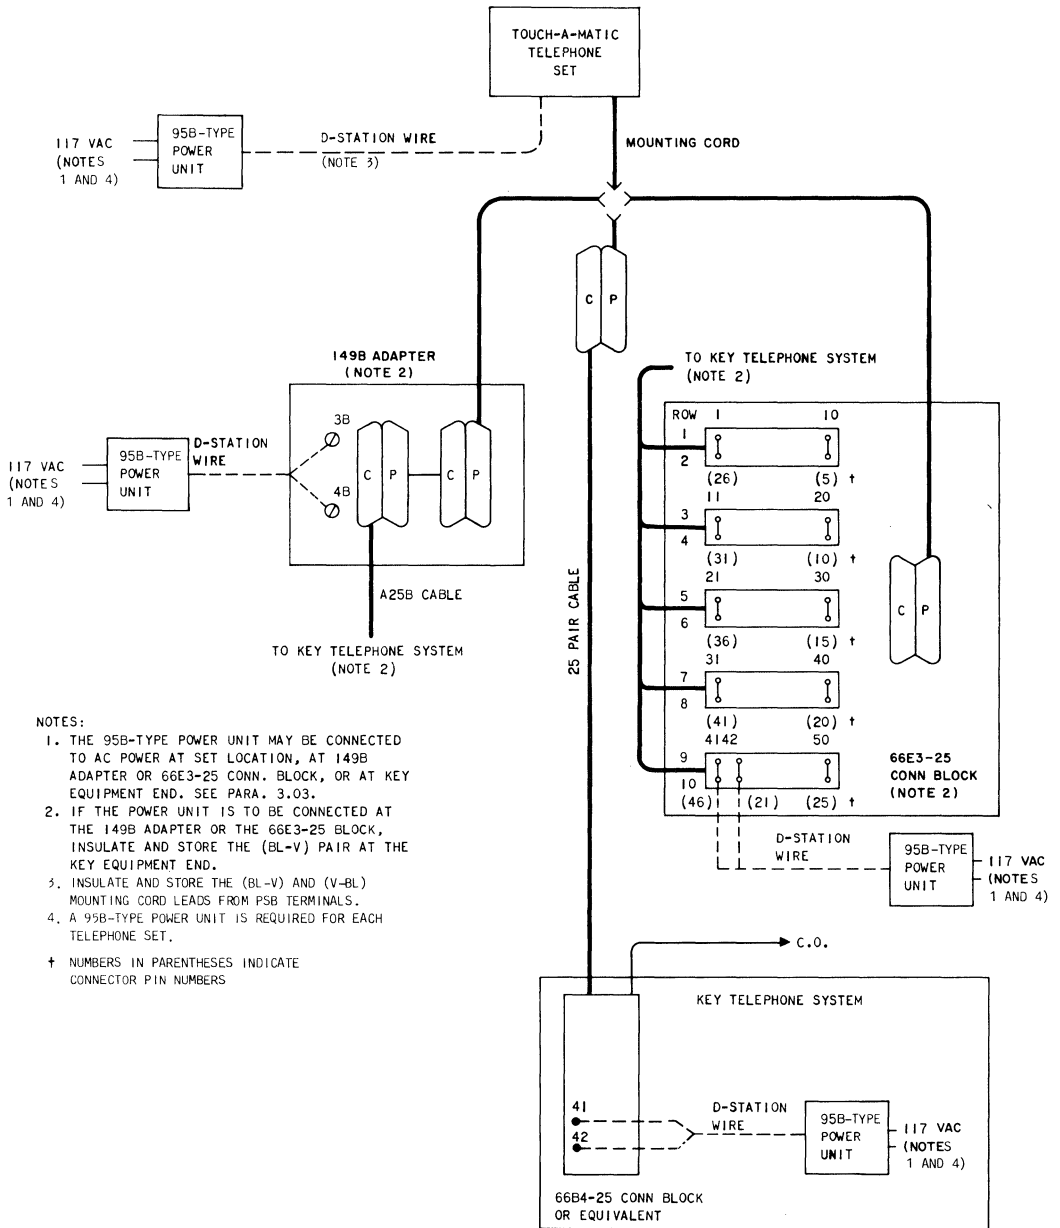 TOUCH-A-MATIC
TELEPHONE
SET
117 VAC
(NOTES
1 AND 4)
95B-TYPE
POWER
UNIT
D-STATION WIRE
(NOTE 3)
MOUNTING CORD
C P
149B ADAPTER
(NOTE 2)
117 VAC
(NOTES
1 AND 4)
95B-TYPE
POWER
UNIT
D-STATION
WIRE
3B
4B
C P
C P
A25B CABLE
TO KEY TELEPHONE SYSTEM
(NOTE 2)
25 PAIR CABLE
TO KEY TELEPHONE SYSTEM
(NOTE 2)
ROW 1 10
1
2
(26) (5) †
11 20
3
4
(31) (10) †
21 30
5
6
(36) (15) †
31 40
7
8
(41) (20) †
4142 50
9
10
(46) (21) (25) †
C P
66E3-25
CONN BLOCK
(NOTE 2)
D-STATION
WIRE
95B-TYPE
POWER
UNIT
117 VAC
(NOTES
1 AND 4)
NOTES:
1. THE 95B-TYPE POWER UNIT MAY BE CONNECTED
TO AC POWER AT SET LOCATION, AT 149B
ADAPTER OR 66E3-25 CONN. BLOCK, OR AT KEY
EQUIPMENT END. SEE PARA. 3.03.
2. IF THE POWER UNIT IS TO BE CONNECTED AT
THE 149B ADAPTER OR THE 66E3-25 BLOCK,
INSULATE AND STORE THE (BL-V) PAIR AT THE
KEY EQUIPMENT END.
3. INSULATE AND STORE THE (BL-V) AND (V-BL)
MOUNTING CORD LEADS FROM PSB TERMINALS.
4. A 95B-TYPE POWER UNIT IS REQUIRED FOR EACH
TELEPHONE SET.
† NUMBERS IN PARENTHESES INDICATE
CONNECTOR PIN NUMBERS
C.O.
KEY TELEPHONE SYSTEM
41
42
D-STATION
WIRE
95B-TYPE
POWER
UNIT
117 VAC
(NOTES
1 AND 4)
66B4-25 CONN BLOCK
OR EQUIVALENT